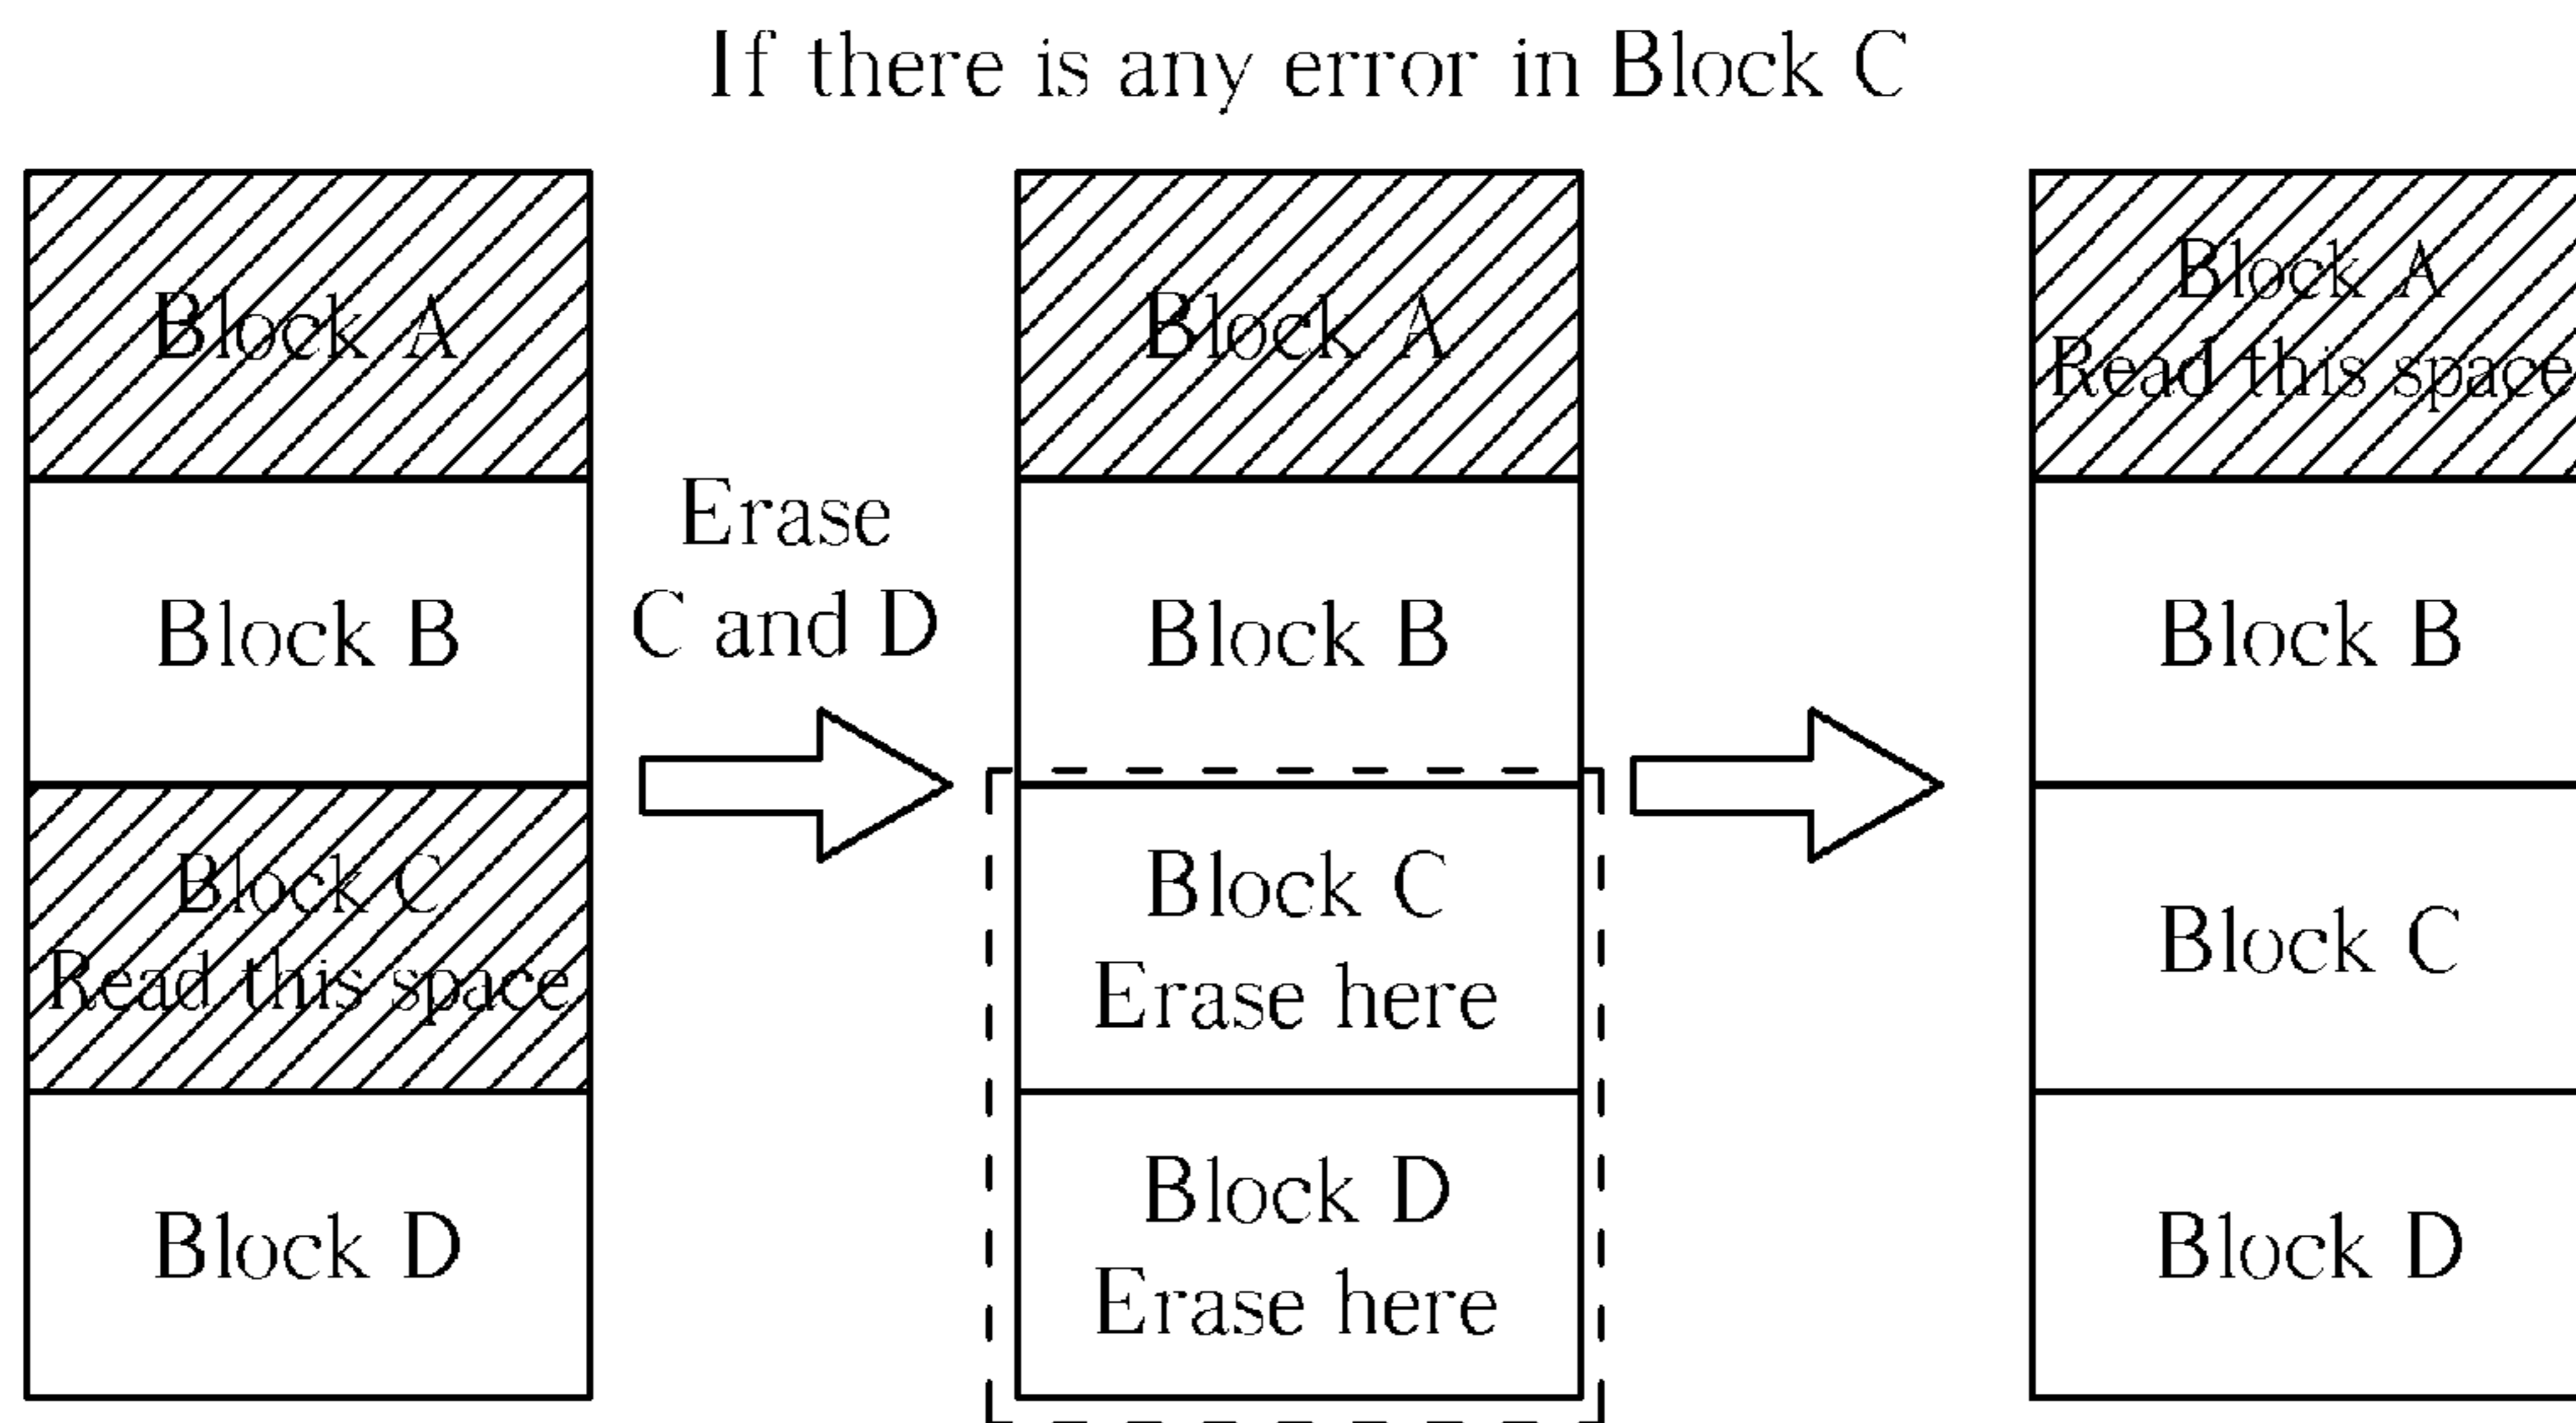 If there is any error in Block C
Block A
Block B
Block C
Read this space
Block D
Erase
C and D
Block A
Block B
Block C
Erase here
Block D
Erase here
Block A
Read this space
Block B
Block C
Block D